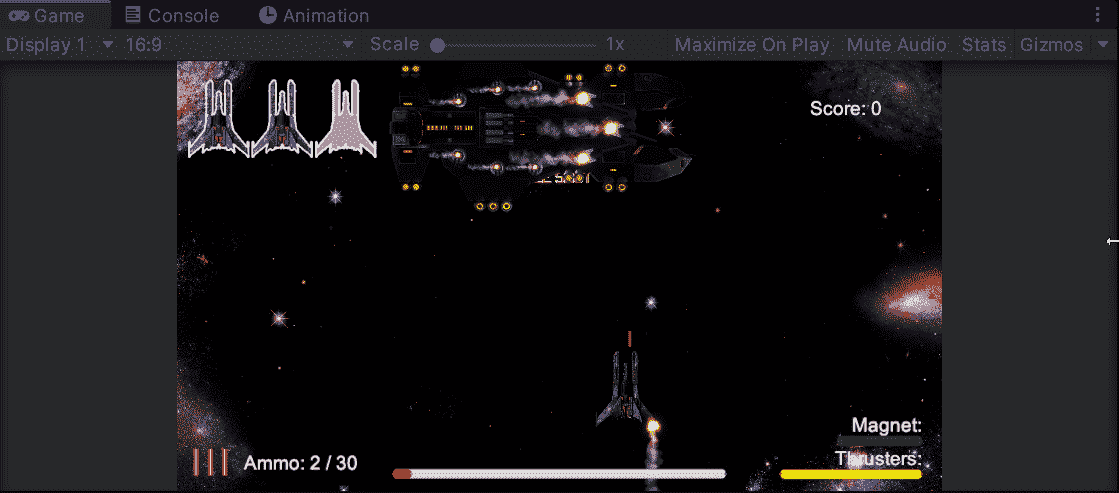 Game Console Animation
Display 1 16:9 Scale 1x Maximize On Play Mute Audio Stats Gizmos
Score: 0
Magnet:
Ammo: 2 / 30
Thrusters: